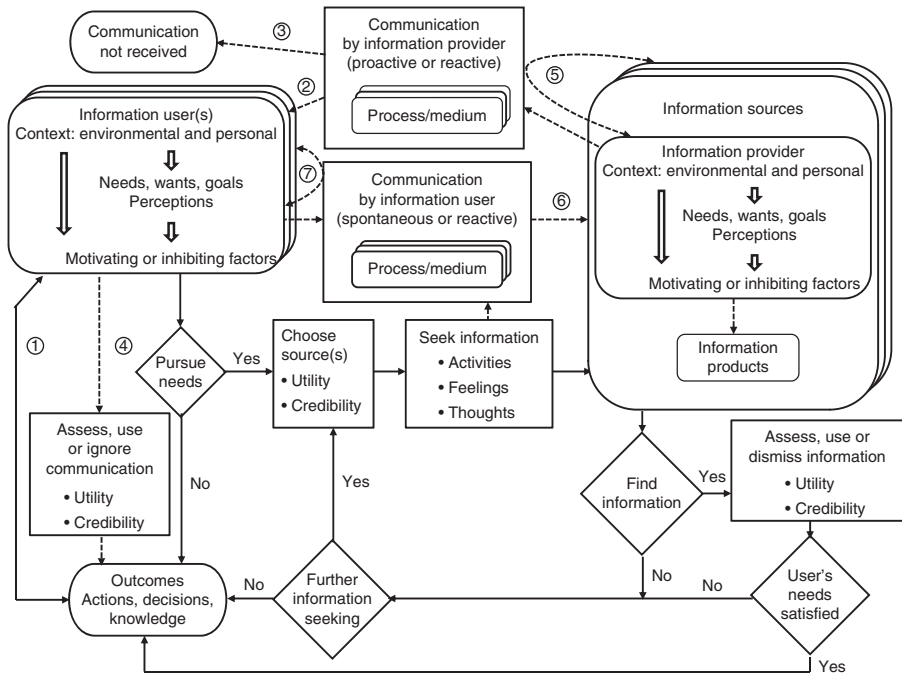 Communication
not received
③
Communication
by information provider
(proactive or reactive)
Process/medium
②
⑤
Information user(s)
Context: environmental and personal
Needs, wants, goals
Perceptions
Motivating or inhibiting factors
⑦
Communication
by information user
(spontaneous or reactive)
Process/medium
⑥
Information sources
Information provider
Context: environmental and personal
Needs, wants, goals
Perceptions
Motivating or inhibiting factors
Information
products
①
④
Pursue
needs
Yes
No
Choose
source(s)
• Utility
• Credibility
Seek information
• Activities
• Feelings
• Thoughts
Assess, use
or ignore
communication
• Utility
• Credibility
Find
information
Yes
No
Assess, use or
dismiss information
• Utility
• Credibility
User's
needs
satisfied
No
Yes
Further
information
seeking
Yes
No
Outcomes
Actions, decisions,
knowledge